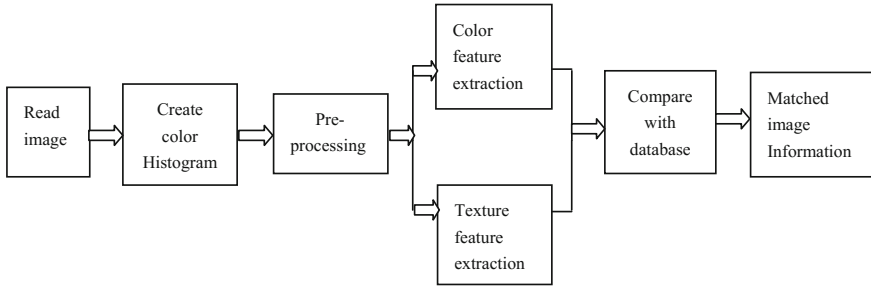 Read
image
Create
color
Histogram
Pre-
processing
Color
feature
extraction
Texture
feature
extraction
Compare
with
database
Matched
image
Information